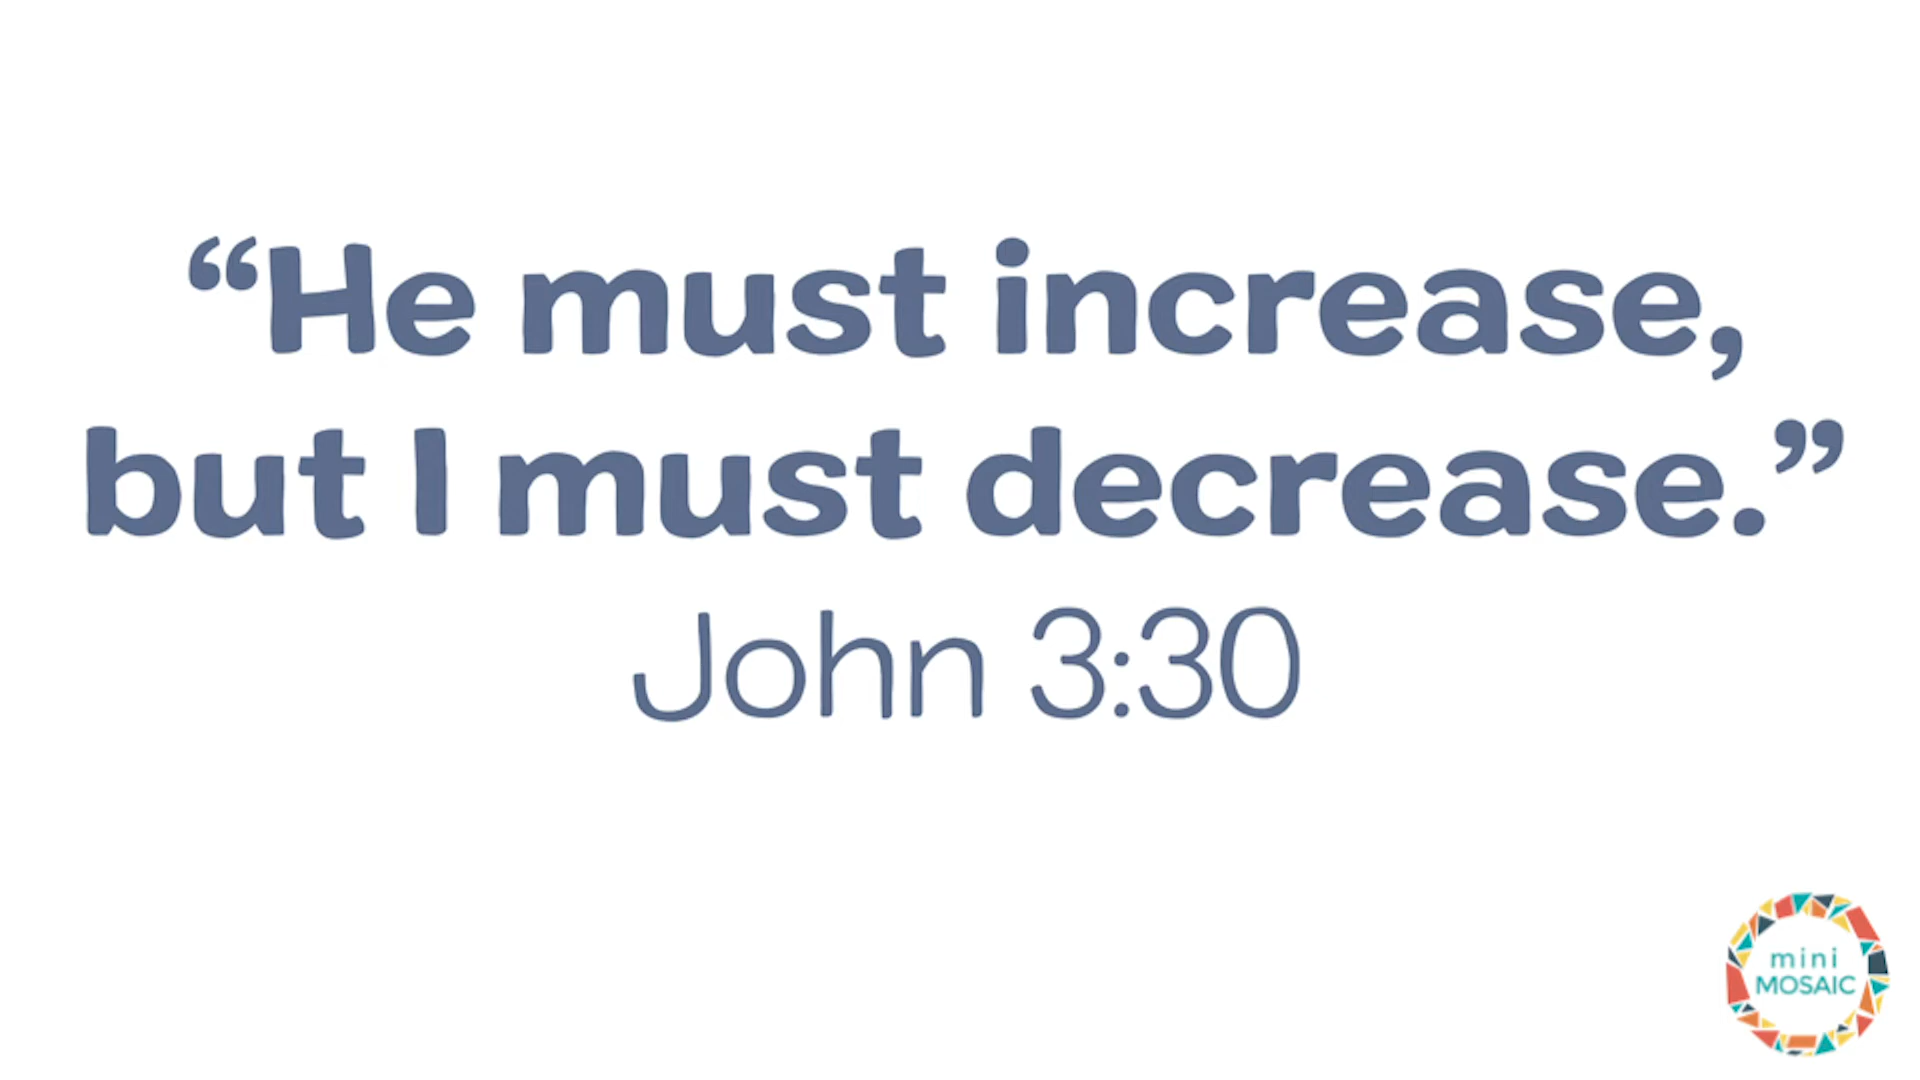 “He must increase,
but I must decrease.”
John 3:30
mini
MOSAIC